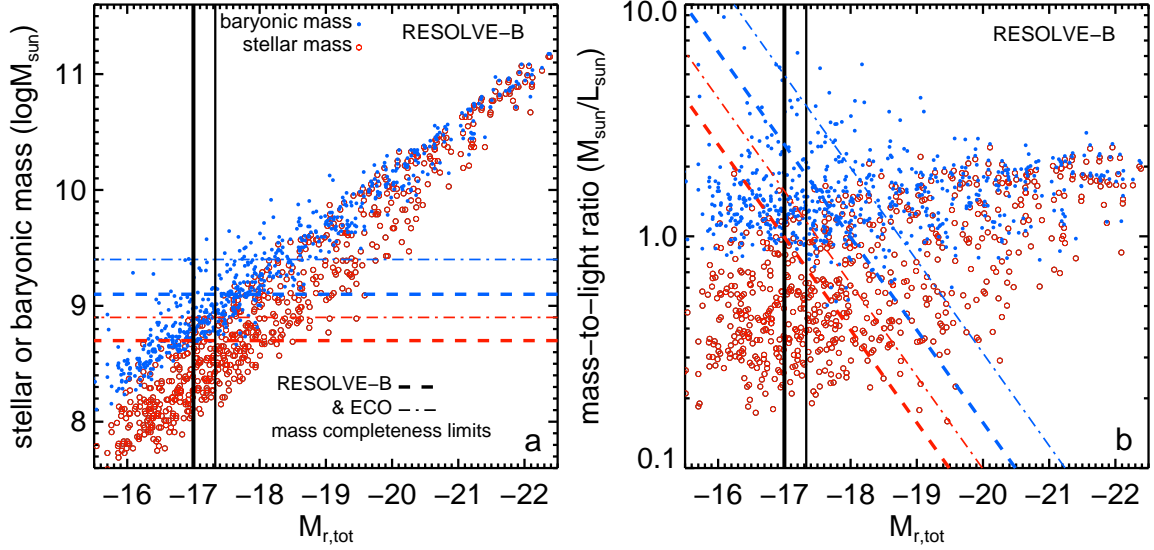 baryonic mass
stellar mass
RESOLVE−B
stellar or baryonic mass (logM_sun)
11
10
9
8
RESOLVE−B
& ECO
mass completeness limits
a
−16 −17 −18 −19 −20 −21 −22
M_r,tot
RESOLVE−B
mass−to−light ratio (M_sun/L_sun)
10.0
1.0
0.1
b
−16 −17 −18 −19 −20 −21 −22
M_r,tot